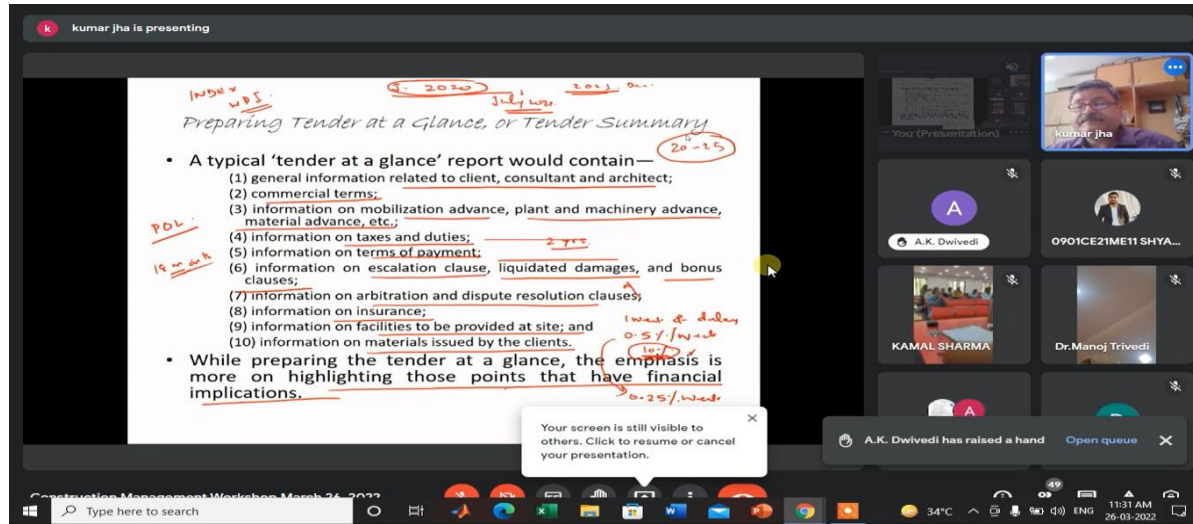 k kumar jha is presenting
INDEX
WPI
J- 2020
July 2021
2023 Dec.
Preparing Tender at a Glance, or Tender Summary
20-25
• A typical 'tender at a glance' report would contain—
(1) general information related to client, consultant and architect;
(2) commercial terms;
(3) information on mobilization advance, plant and machinery advance,
material advance, etc.;
POL
(4) information on taxes and duties;
2 yrs.
(5) information on terms of payment;
18 month
(6) information on escalation clause, liquidated damages, and bonus
clauses;
(7) information on arbitration and dispute resolution clauses;
(8) information on insurance;
1 week of delay
(9) information on facilities to be provided at site; and
0.5%/week
(10) information on materials issued by the clients.
10%
• While preparing the tender at a glance, the emphasis is
more on highlighting those points that have financial
implications.
0.25%/week
You (Presentation)
kumar jha
A
A.K. Dwivedi
0901CE21ME11 SHYA...
KAMAL SHARMA
Dr.Manoj Trivedi
A
Your screen is still visible to
others. Click to resume or cancel
your presentation.
A.K. Dwivedi has raised a hand Open queue
Construction Management Workshop March 26, 2022
49
Type here to search
34°C
ENG
11:31 AM
26-03-2022